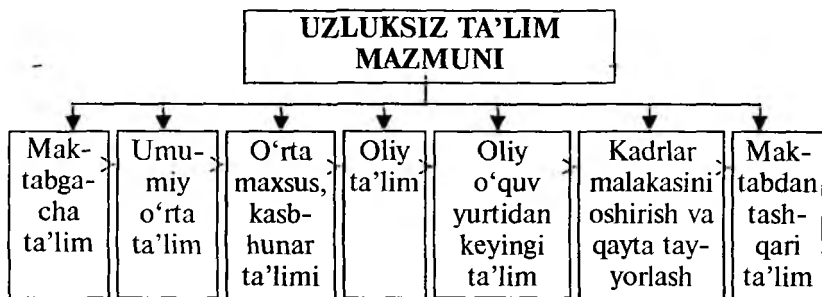 UZLUKSIZ TA’LIM
MAZMUNI
Mak-
tabga-
cha
ta’lim
Umu-
miy
o‘rta
ta’lim
O‘rta
maxsus,
kasb-
hunar
ta’limi
Oliy
ta’lim
Oliy
o‘quv
yurtidan
keyingi
ta’lim
Kadrlar
malakasini
oshirish va
qayta tay-
yorlash
Mak-
tabdan
tash-
qari
ta’lim